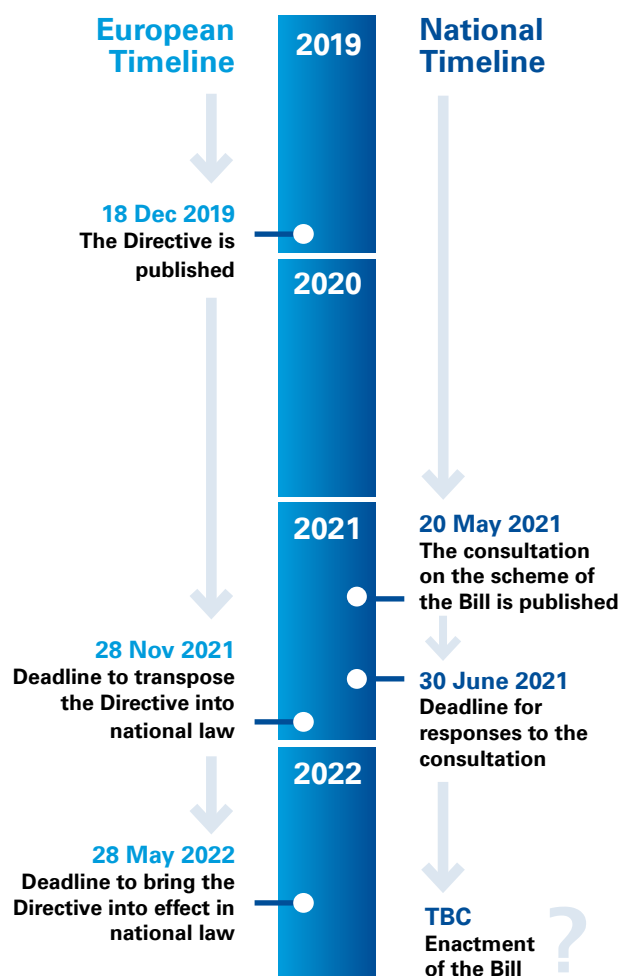 European
Timeline
2019
National
Timeline
18 Dec 2019
The Directive is
published
2020
2021
20 May 2021
The consultation
on the scheme of
the Bill is published
28 Nov 2021
Deadline to transpose
the Directive into
national law
30 June 2021
Deadline for
responses to the
consultation
2022
28 May 2022
Deadline to bring the
Directive into effect in
national law
TBC
Enactment
of the Bill
?